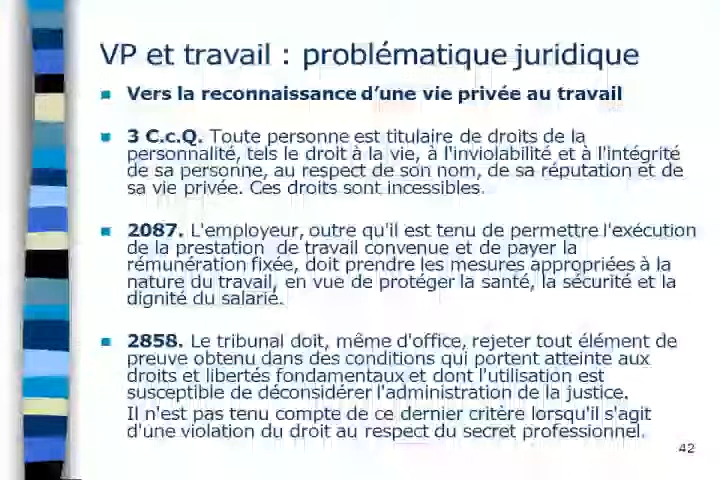 VP et travail : problématique juridique
Vers la reconnaissance d’une vie privée au travail
3 C.c.Q. Toute personne est titulaire de droits de la
personnalité, tels le droit à la vie, à l'inviolabilité et à l'intégrité
de sa personne, au respect de son nom, de sa réputation et de
sa vie privée. Ces droits sont incessibles.
2087. L'employeur, outre qu'il est tenu de permettre l'exécution
de la prestation de travail convenue et de payer la
rémunération fixée, doit prendre les mesures appropriées à la
nature du travail, en vue de protéger la santé, la sécurité et la
dignité du salarié.
2858. Le tribunal doit, même d'office, rejeter tout élément de
preuve obtenu dans des conditions qui portent atteinte aux
droits et libertés fondamentaux et dont l'utilisation est
susceptible de déconsidérer l'administration de la justice.
Il n'est pas tenu compte de ce dernier critère lorsqu'il s'agit
d'une violation du droit au respect du secret professionnel.
42